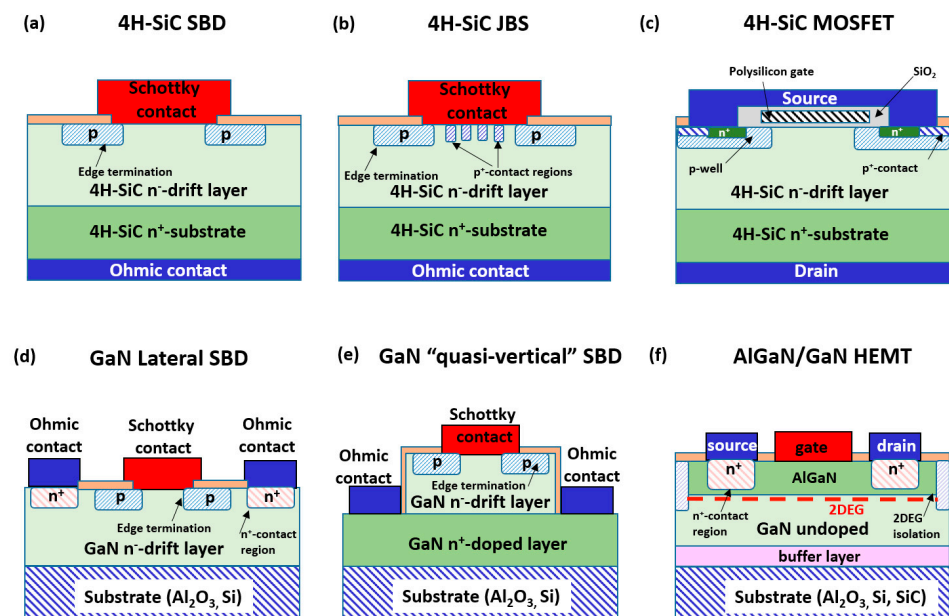 (a) 4H-SiC SBD
Schottky
contact
p p
Edge termination
4H-SiC n⁻-drift layer
4H-SiC n⁺-substrate
Ohmic contact
(b) 4H-SiC JBS
Schottky
contact
p p
Edge termination
p⁺-contact regions
4H-SiC n⁻-drift layer
4H-SiC n⁺-substrate
Ohmic contact
(c) 4H-SiC MOSFET
Polysilicon gate
SiO₂
Source
n⁺ n⁺
p-well
p⁺-contact
4H-SiC n⁻-drift layer
4H-SiC n⁺-substrate
Drain
(d) GaN Lateral SBD
Ohmic
contact
Schottky
contact
Ohmic
contact
n⁺ p p n⁺
Edge termination
n⁺-contact
region
GaN n⁻-drift layer
Substrate (Al₂O₃, Si)
(e) GaN “quasi-vertical” SBD
Schottky
contact
Ohmic
contact
Ohmic
contact
p p
Edge termination
GaN n⁻-drift layer
GaN n⁺-doped layer
Substrate (Al₂O₃, Si)
(f) AlGaN/GaN HEMT
source gate drain
n⁺ n⁺
AlGaN
2DEG
n⁺-contact
region
GaN undoped
2DEG
isolation
buffer layer
Substrate (Al₂O₃, Si, SiC)